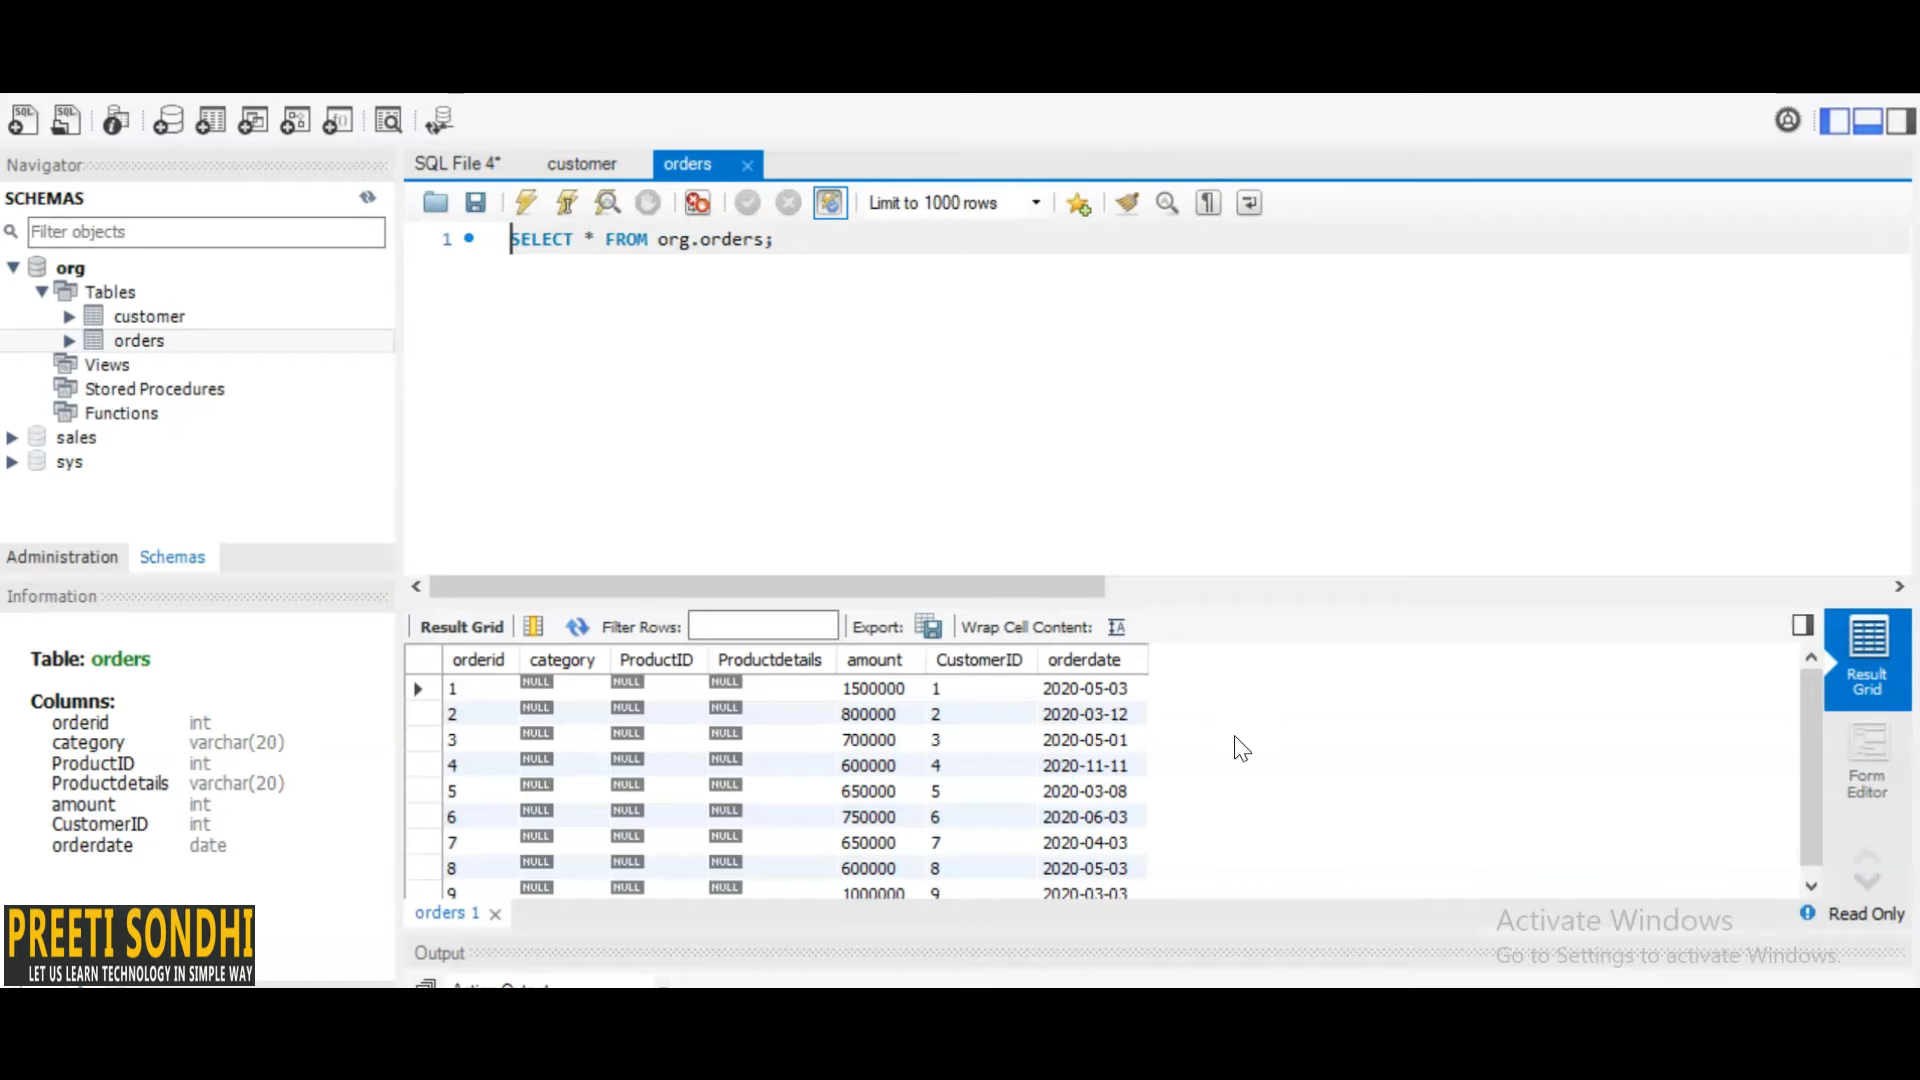 SQL SQL
Navigator
SCHEMAS
Filter objects
org
Tables
customer
orders
Views
Stored Procedures
Functions
sales
sys
Administration Schemas
Information
Table: orders
Columns:
orderid int
category varchar(20)
ProductID int
Productdetails varchar(20)
amount int
CustomerID int
orderdate date
PREETI SONDHI
LET US LEARN TECHNOLOGY IN SIMPLE WAY
SQL File 4* customer orders
Limit to 1000 rows
1 SELECT * FROM org.orders;
Result Grid Filter Rows: Export: Wrap Cell Content:
orderid category ProductID Productdetails amount CustomerID orderdate
1 NULL NULL NULL 1500000 1 2020-05-03
2 NULL NULL NULL 800000 2 2020-03-12
3 NULL NULL NULL 700000 3 2020-05-01
4 NULL NULL NULL 600000 4 2020-11-11
5 NULL NULL NULL 650000 5 2020-03-08
6 NULL NULL NULL 750000 6 2020-06-03
7 NULL NULL NULL 650000 7 2020-04-03
8 NULL NULL NULL 600000 8 2020-05-03
9 NULL NULL NULL 1000000 9 2020-03-03
Result
Grid
Form
Editor
orders 1
Read Only
Activate Windows
Go to Settings to activate Windows.
Output